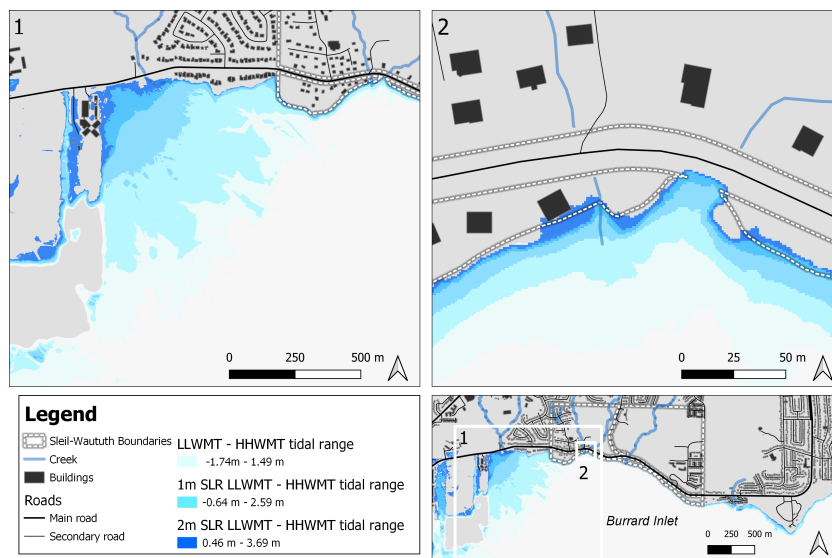 1
0 250 500 m
2
0 25 50 m
Legend
Sleil-Waututh Boundaries
Creek
Buildings
Roads
Main road
Secondary road
LLWMT - HHWMT tidal range
-1.74m - 1.49 m
1m SLR LLWMT - HHWMT tidal range
-0.64 m - 2.59 m
2m SLR LLWMT - HHWMT tidal range
0.46 m - 3.69 m
1
2
Burrard Inlet
0 250 500 m